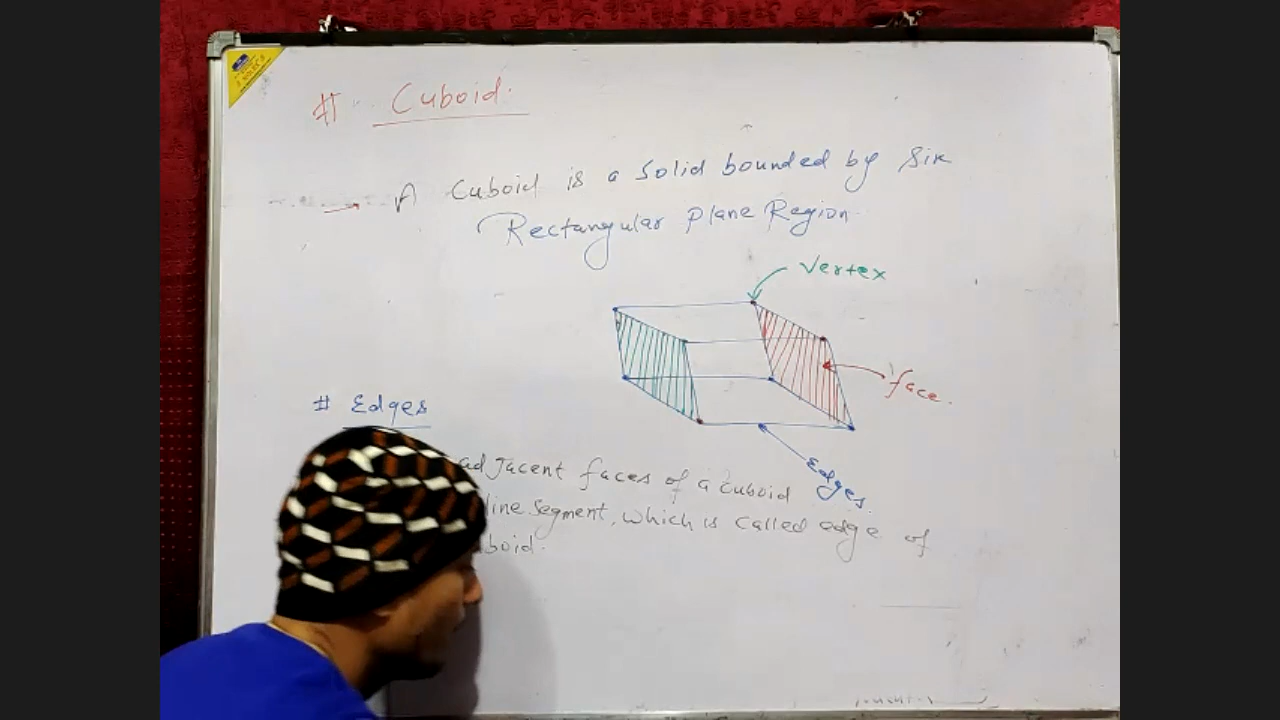 # Cuboid.
→ A Cuboid is a solid bounded by six
Rectangular plane Region.
Vertex
face.
# Edges
Edges.
adjacent faces of a cuboid
line segment, which is called edge of